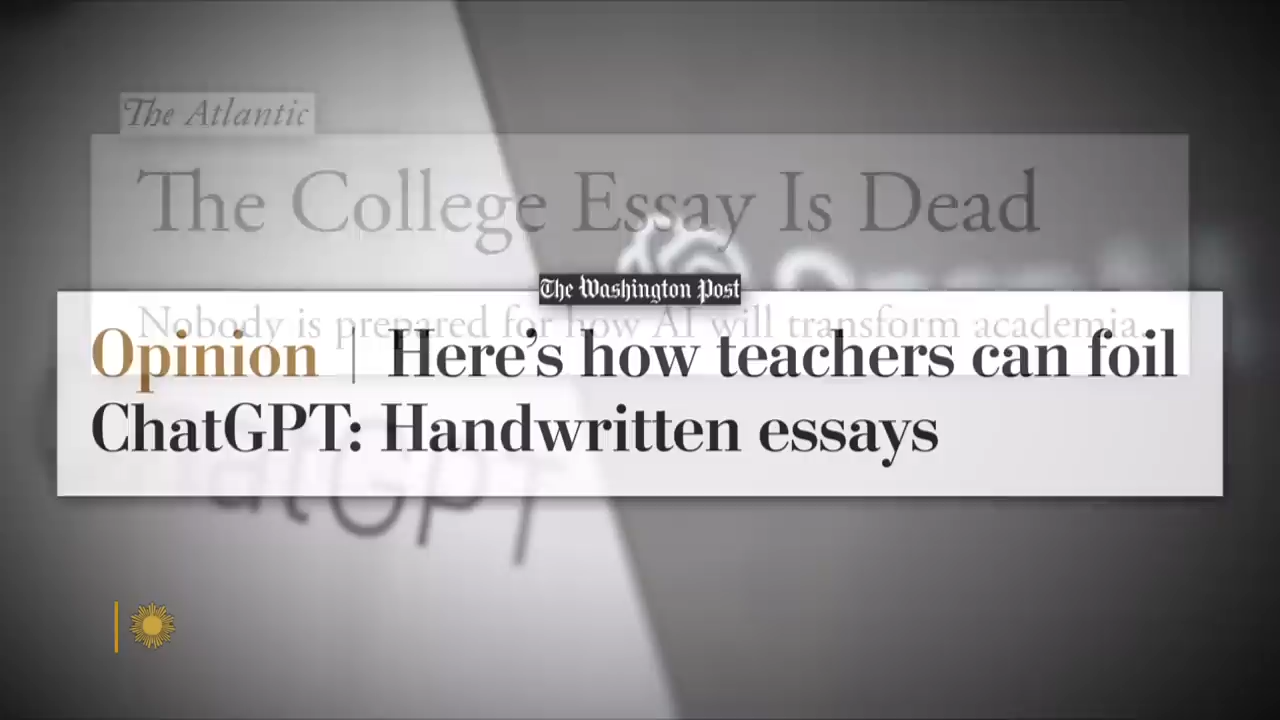 The Atlantic
The College Essay Is Dead
The Washington Post
Nobody is prepared for how AI will transform academia.
Opinion | Here's how teachers can foil
ChatGPT: Handwritten essays
ChatGPT